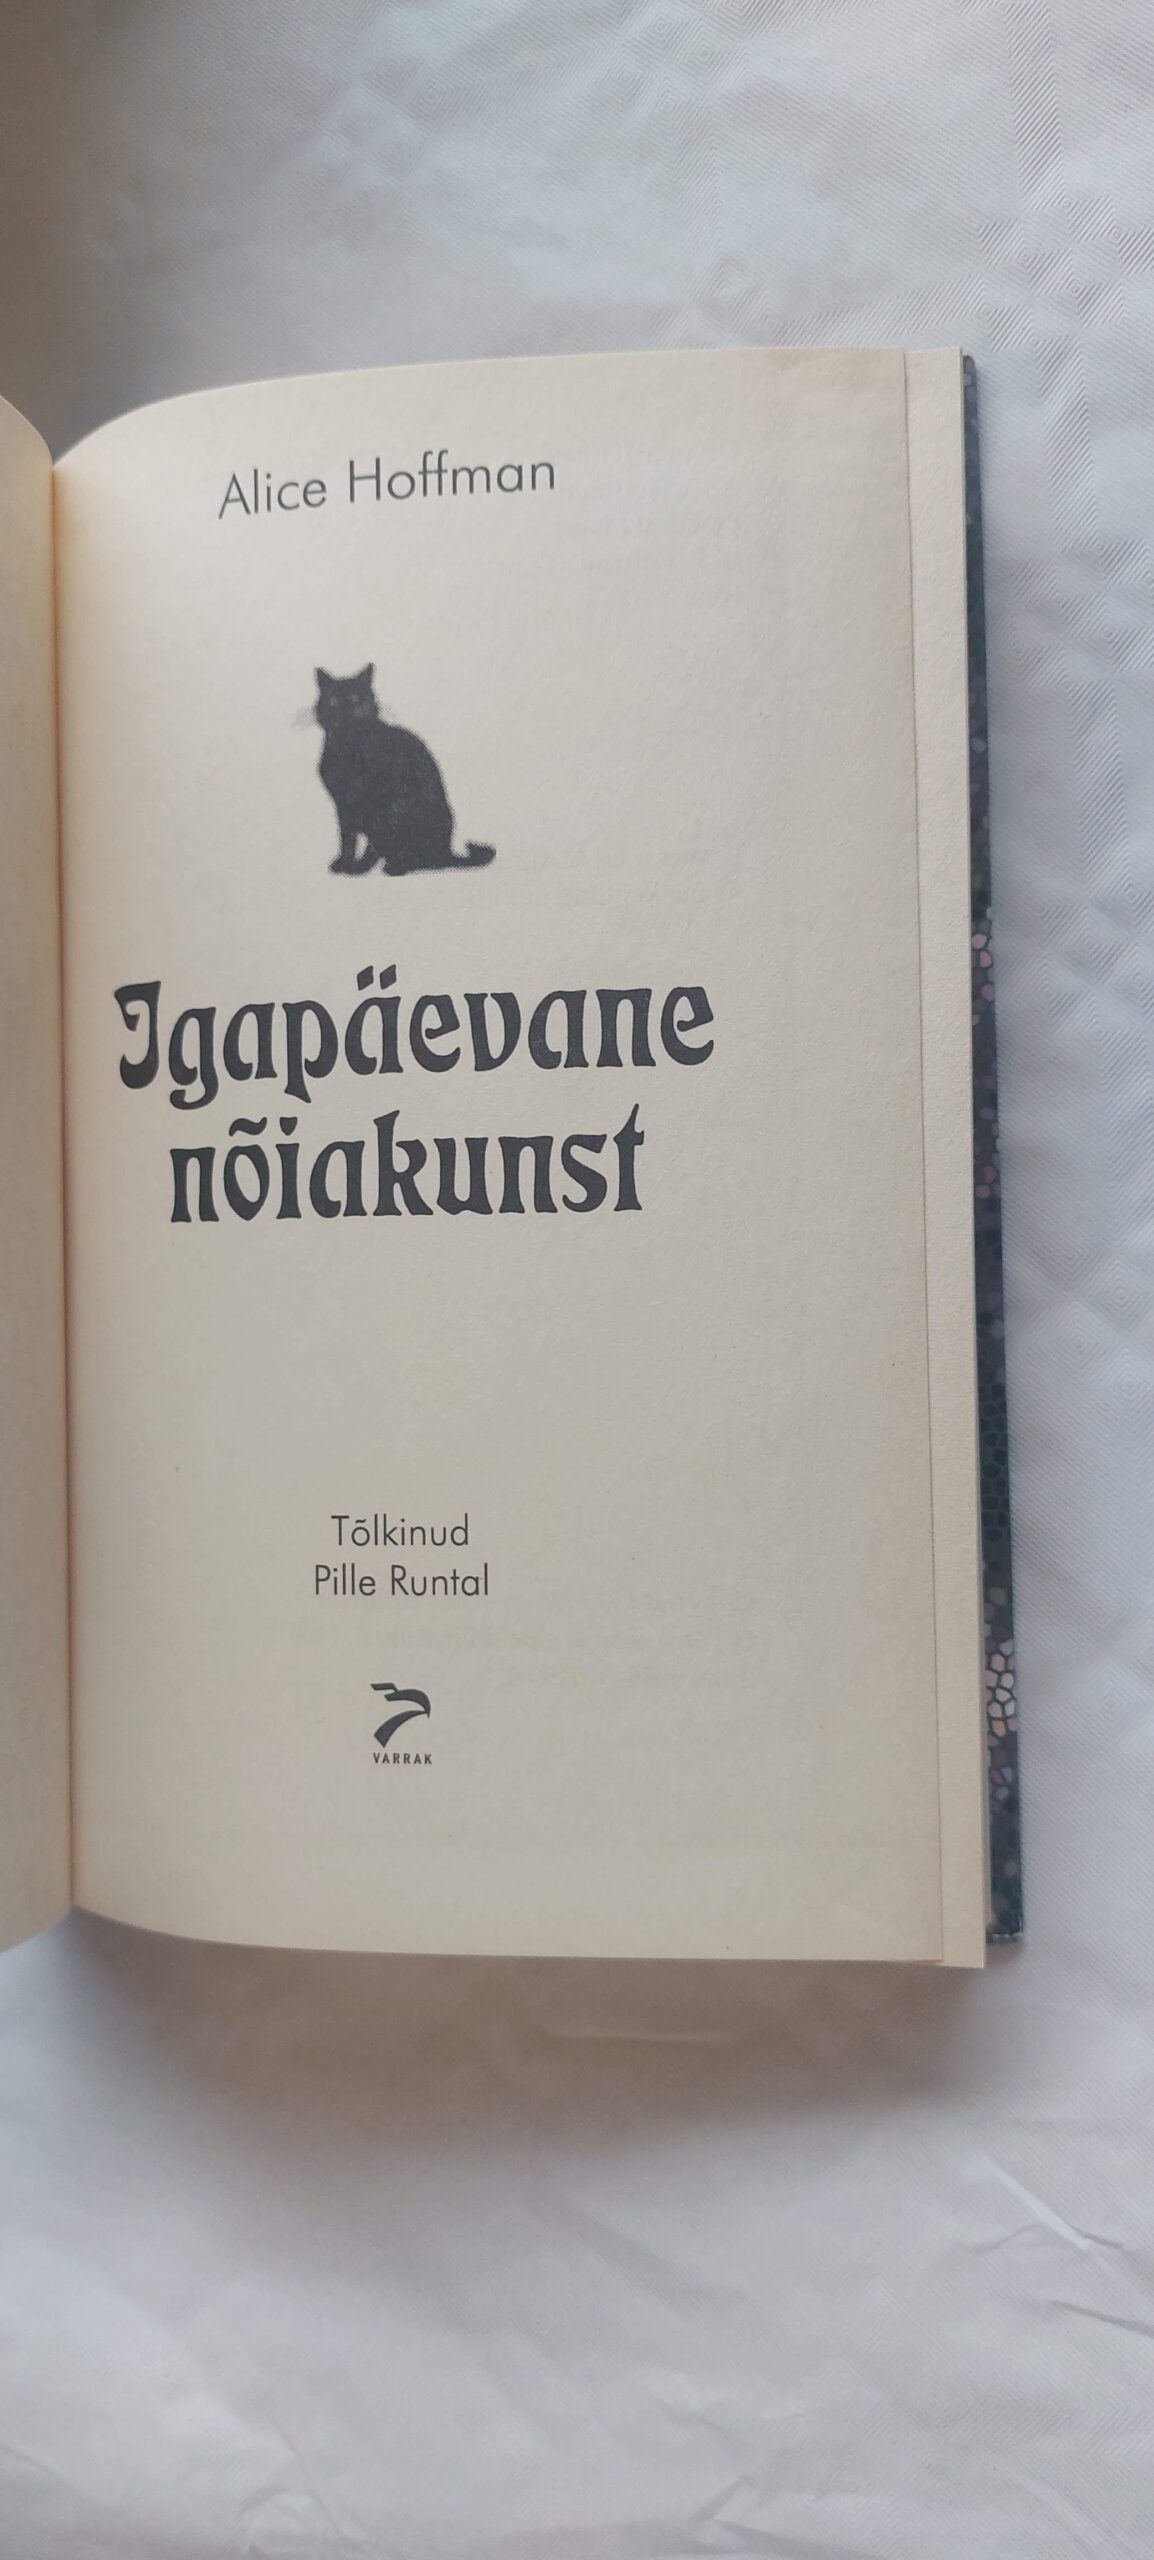 Alice Hoffman
Igapäevane
nõiakunst
Tõlkinud
Pille Runtal
VARRAK